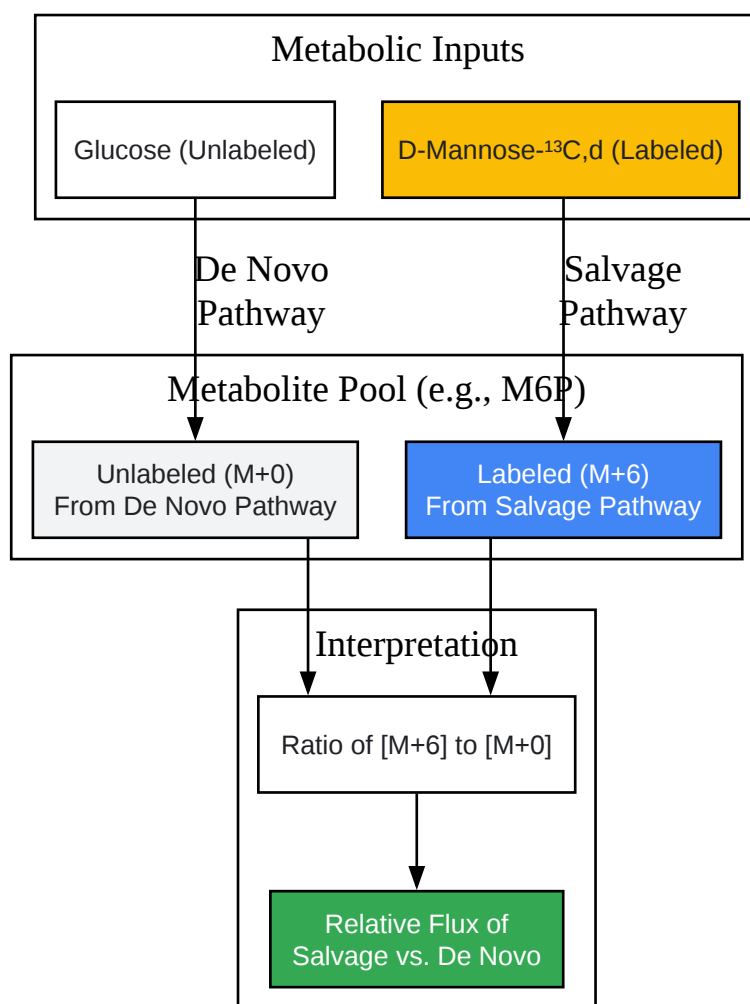 Metabolic Inputs
Glucose (Unlabeled)
D-Mannose-¹³C,d (Labeled)
De Novo
Pathway
Salvage
Pathway
Metabolite Pool (e.g., M6P)
Unlabeled (M+0)
From De Novo Pathway
Labeled (M+6)
From Salvage Pathway
Interpretation
Ratio of [M+6] to [M+0]
Relative Flux of
Salvage vs. De Novo